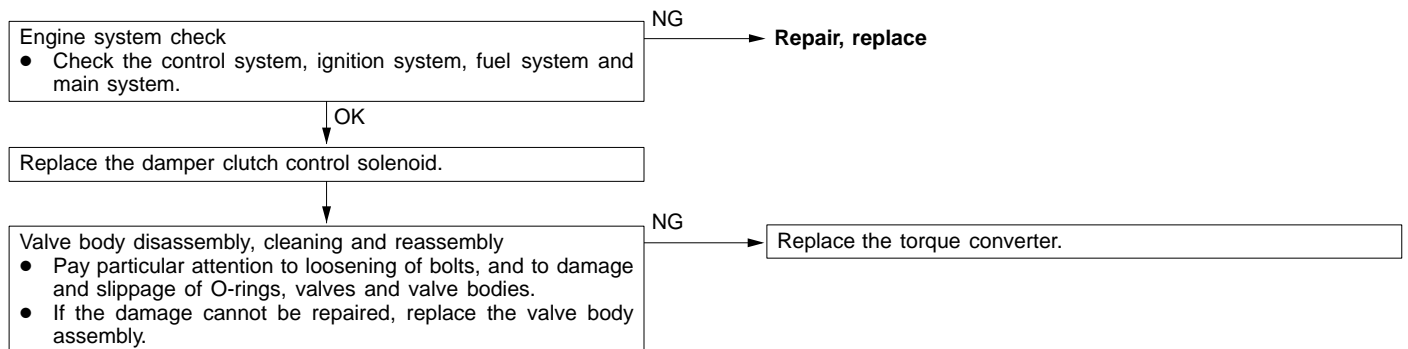 Engine system check
● Check the control system, ignition system, fuel system and
main system.
NG
Repair, replace
OK
Replace the damper clutch control solenoid.
Valve body disassembly, cleaning and reassembly
● Pay particular attention to loosening of bolts, and to damage
and slippage of O-rings, valves and valve bodies.
● If the damage cannot be repaired, replace the valve body
assembly.
NG
Replace the torque converter.